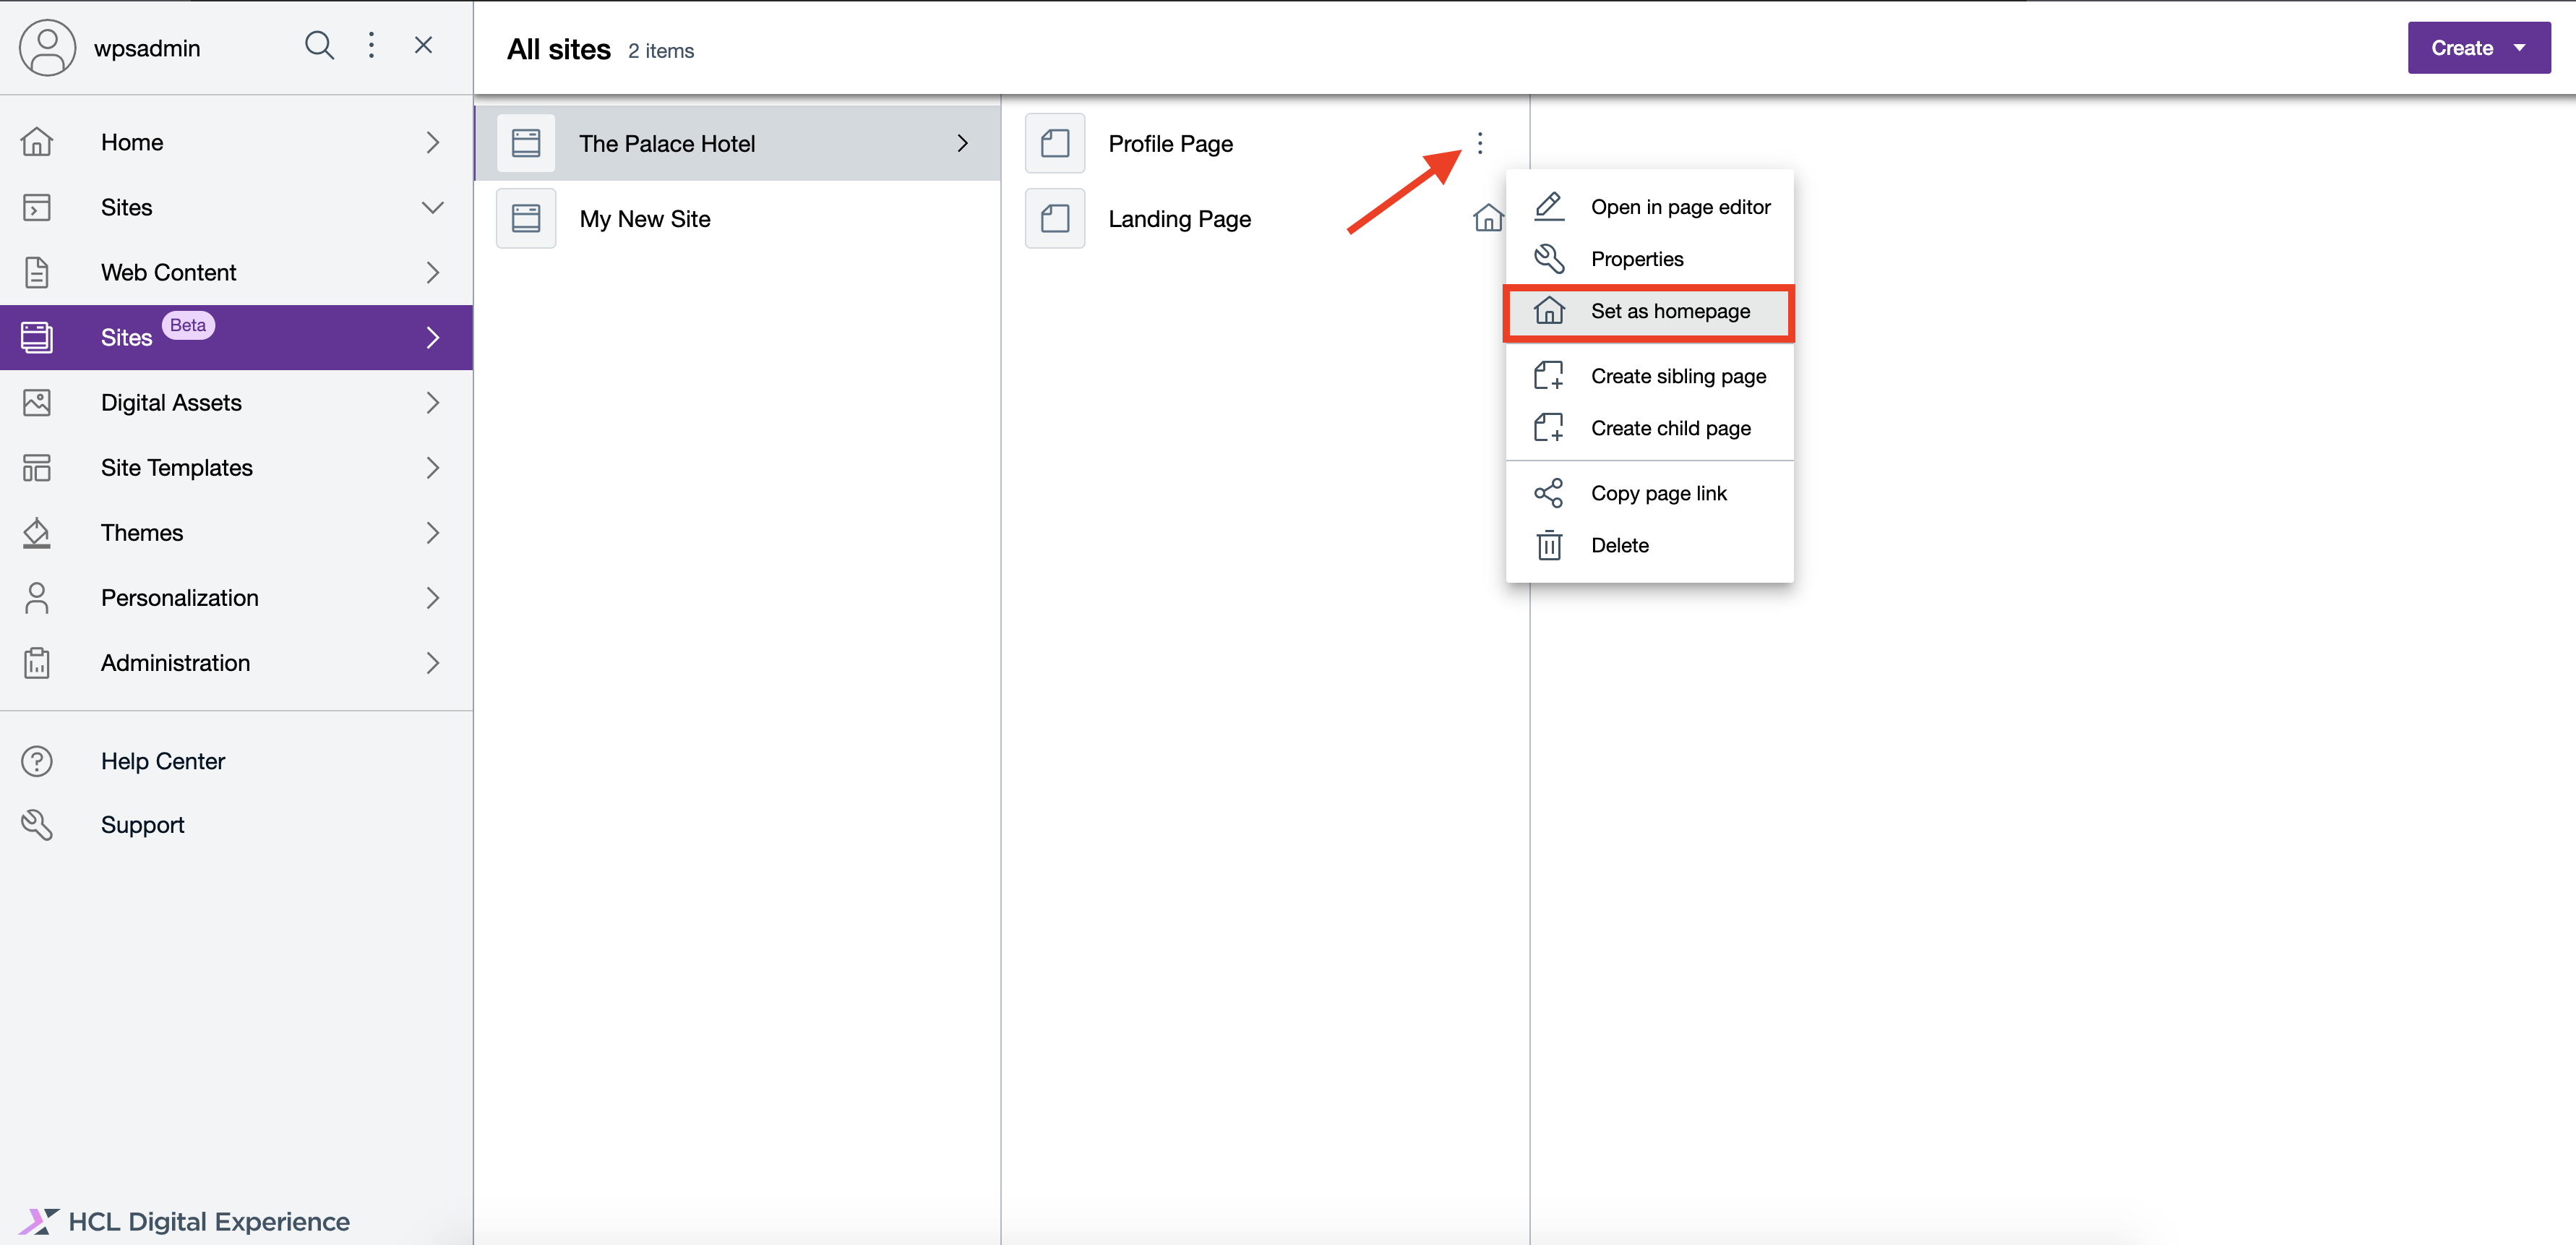 wpsadmin
Home
Sites
Web Content
Sites Beta
Digital Assets
Site Templates
Themes
Personalization
Administration
Help Center
Support
HCL Digital Experience
All sites 2 items
Create
The Palace Hotel
My New Site
Profile Page
Landing Page
Open in page editor
Properties
Set as homepage
Create sibling page
Create child page
Copy page link
Delete